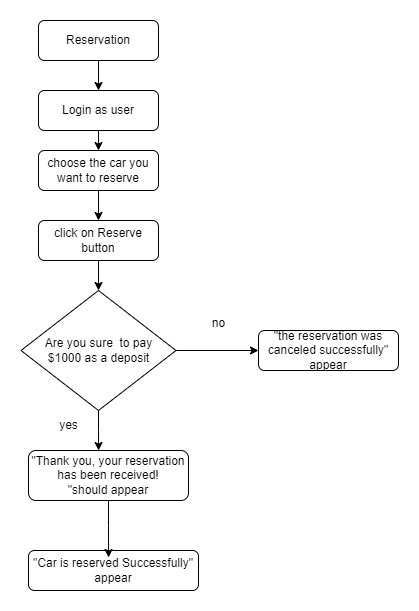 Reservation
Login as user
choose the car you
want to reserve
click on Reserve
button
Are you sure  to pay
$1000 as a deposit
no
"the reservation was
canceled successfully"
appear
yes
"Thank you, your reservation
has been received!
"should appear
"Car is reserved Successfully"
appear